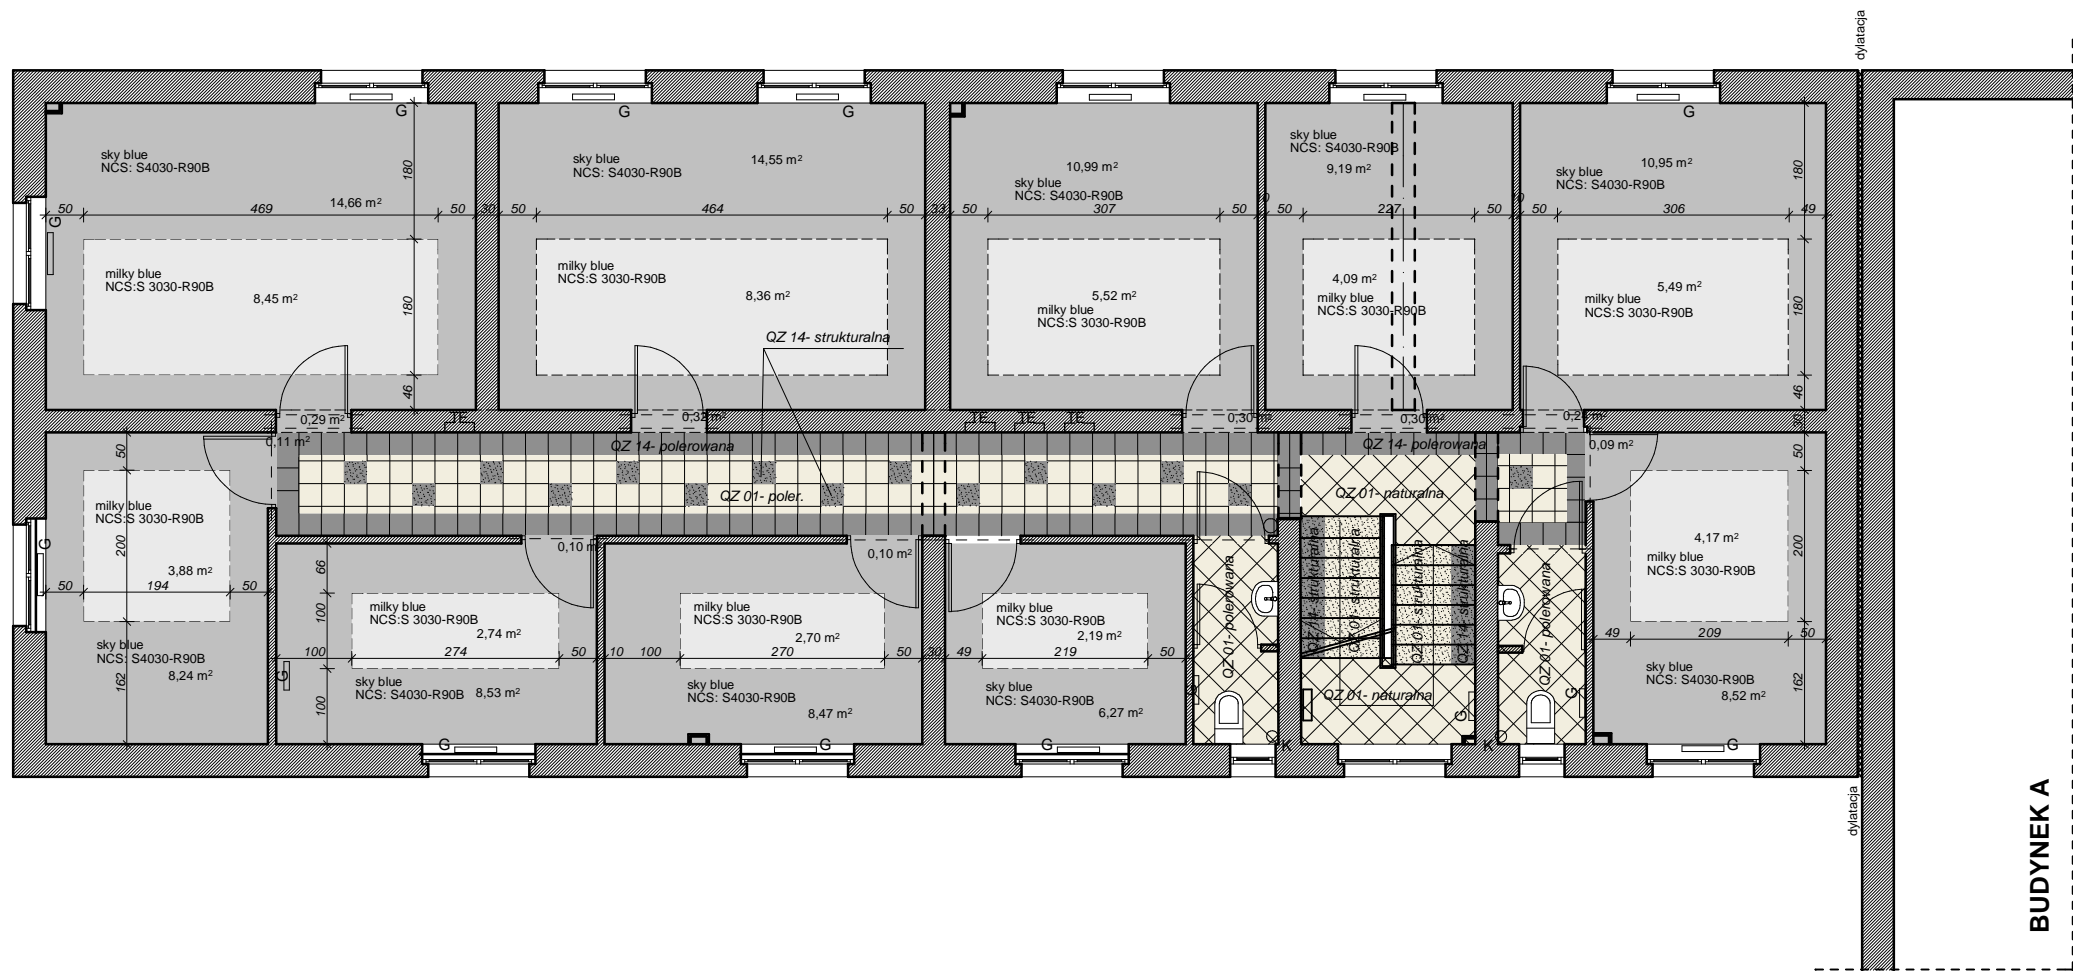 dylatacja
G
G
G
G
sky blue
NCS: S4030-R90B
14,66 m²
sky blue
NCS: S4030-R90B
14,55 m²
10,99 m²
sky blue
NCS: S4030-R90B
sky blue
NCS: S4030-R90B
9,19 m²
10,95 m²
sky blue
NCS: S4030-R90B
180
180
G
50
469
50
30
50
464
50
33
50
307
50
50
227
50
50
306
49
milky blue
NCS:S 3030-R90B
8,45 m²
milky blue
NCS:S 3030-R90B
8,36 m²
5,52 m²
milky blue
NCS:S 3030-R90B
4,09 m²
milky blue
NCS:S 3030-R90B
5,49 m²
milky blue
NCS:S 3030-R90B
180
180
QZ 14- strukturalna
46
46
0,29 m²
TE
0,32 m²
TE
TE
TE
0,30 m²
0,30 m²
30
0,11 m²
QZ 14- polerowana
QZ 14- polerowana
0,09 m²
50
50
QZ 01- poler.
QZ 01- naturalna
milky blue
NCS:S 3030-R90B
3,88 m²
200
G
50
194
50
0,10 m
0,10 m²
4,17 m²
milky blue
NCS:S 3030-R90B
200
66
100
milky blue
NCS:S 3030-R90B
2,74 m²
milky blue
NCS:S 3030-R90B
2,70 m²
milky blue
NCS:S 3030-R90B
2,19 m²
QZ 01- polerowana
QZ 14- strukturalna
QZ 01- strukturalna
QZ 01- strukturalna
QZ 14- strukturalna
QZ 01- polerowana
49
209
50
100
274
50
10
100
270
50
30
49
219
50
sky blue
NCS: S4030-R90B
8,24 m²
162
G
100
sky blue
NCS: S4030-R90B
8,53 m²
sky blue
NCS: S4030-R90B
8,47 m²
sky blue
NCS: S4030-R90B
6,27 m²
QZ 01- naturalna
G
G
sky blue
NCS: S4030-R90B
8,52 m²
162
G
G
G
K
K
G
dylatacja
BUDYNEK A